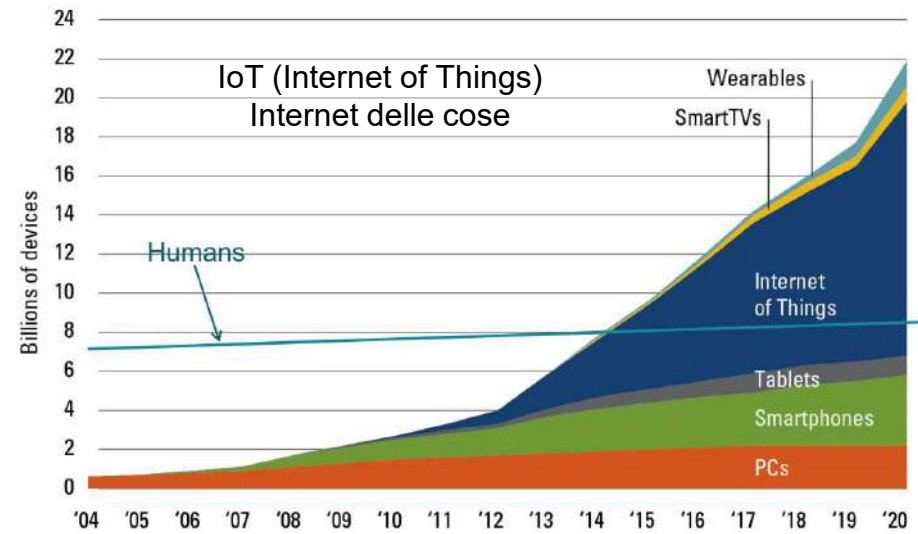 24
22
20
18
16
14
12
10
8
6
4
2
0
Billions of devices
IoT (Internet of Things)
Internet delle cose
Wearables
SmartTVs
Humans
Internet
of Things
Tablets
Smartphones
PCs
'04 '05 '06 '07 '08 '09 '10 '11 '12 '13 '14 '15 '16 '17 '18 '19 '20